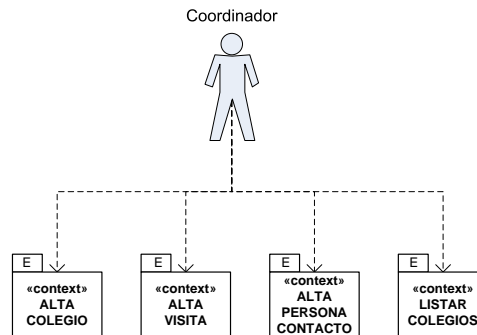 Coordinador
E
E
E
E
«context»
ALTA
COLEGIO
«context»
ALTA
VISITA
«context»
ALTA
PERSONA
CONTACTO
«context»
LISTAR
COLEGIOS